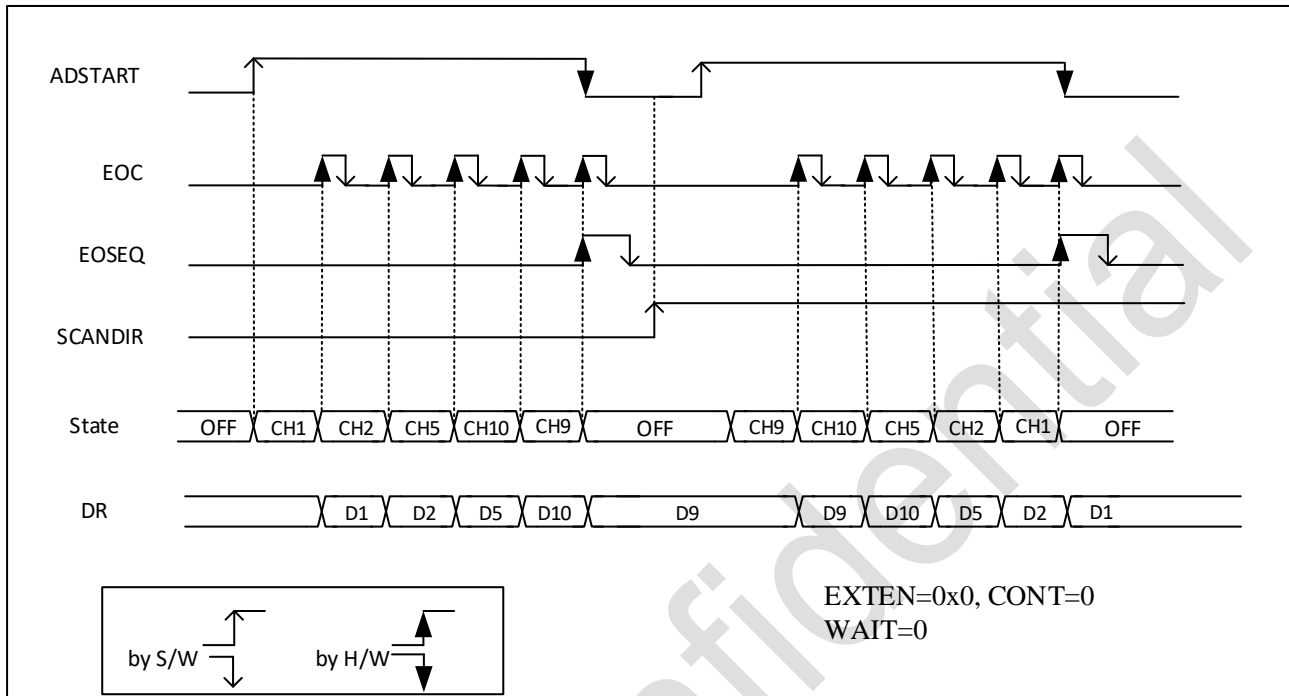 ADSTART
EOC
EOSEQ
SCANDIR
State OFF CH1 CH2 CH5 CH10 CH9 OFF CH9 CH10 CH5 CH2 CH1 OFF
DR D1 D2 D5 D10 D9 D9 D10 D5 D2 D1
by S/W by H/W
EXTEN=0x0, CONT=0
WAIT=0
nfidential